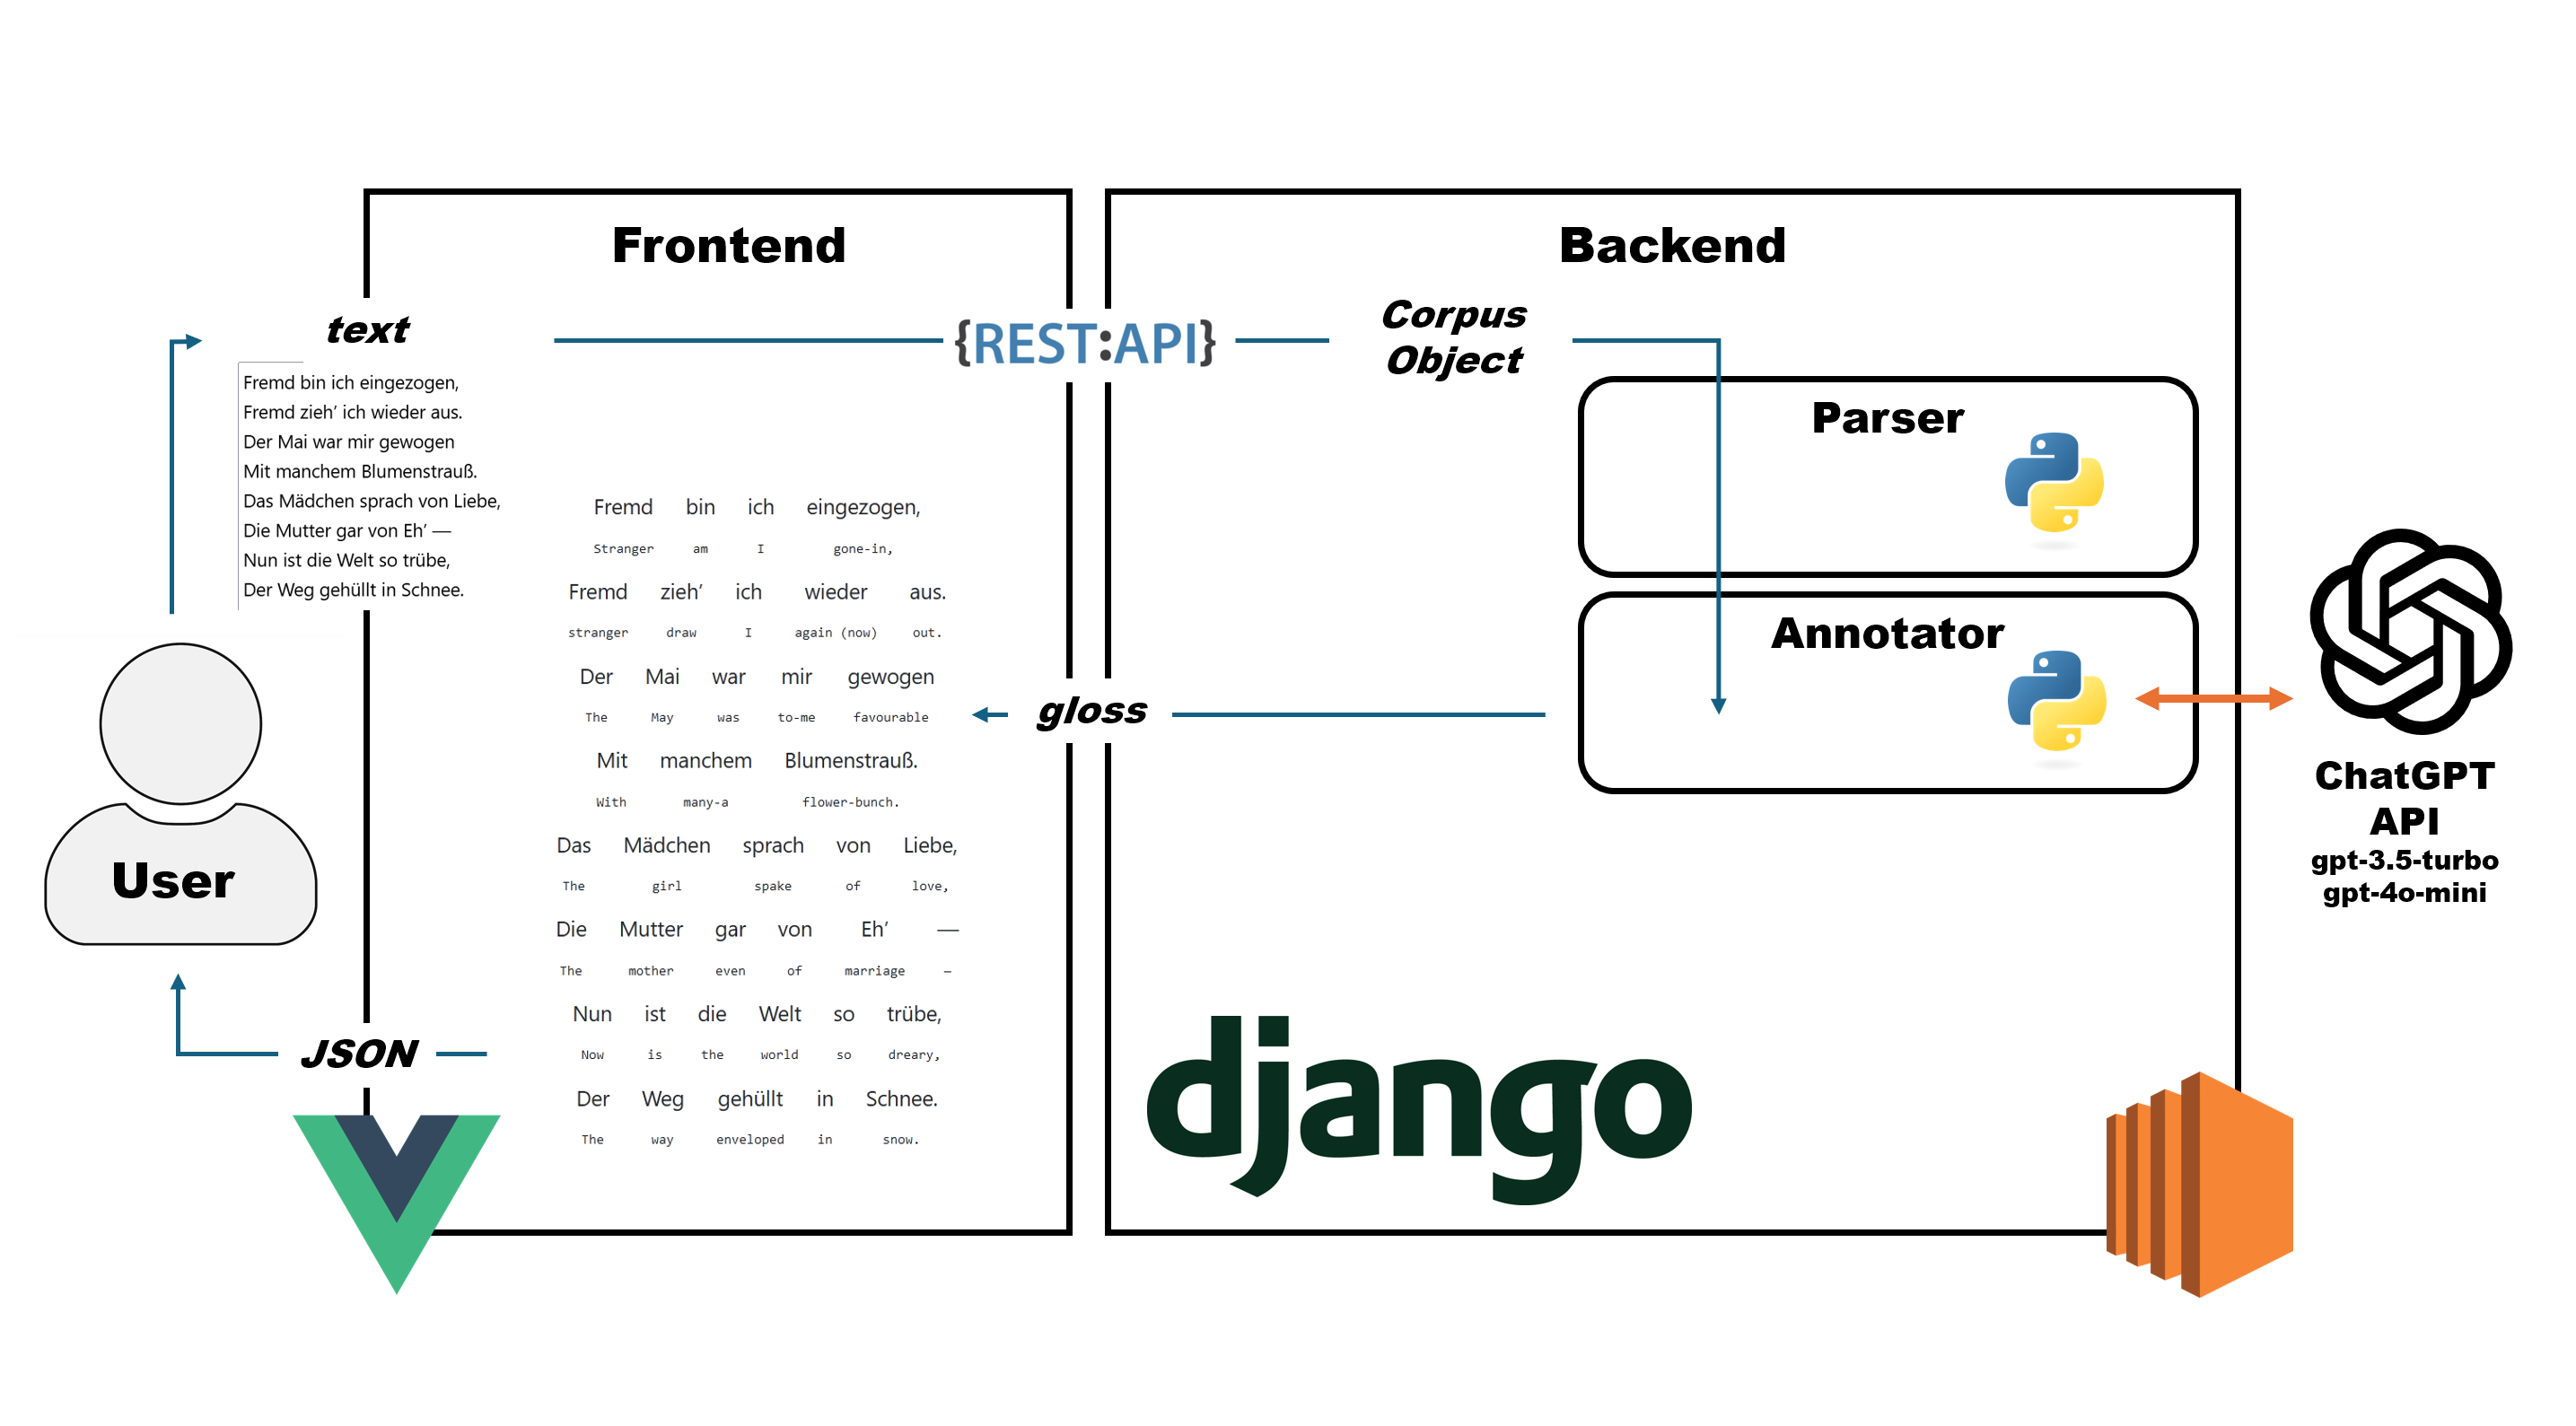 Frontend
Backend
text
{REST:API}
Corpus
Object
Fremd bin ich eingezogen,
Fremd zieh’ ich wieder aus.
Der Mai war mir gewogen
Mit manchem Blumenstrauß.
Das Mädchen sprach von Liebe,
Die Mutter gar von Eh’ —
Nun ist die Welt so trübe,
Der Weg gehüllt in Schnee.
User
JSON
Fremd bin ich eingezogen,
Stranger am I gone-in,
Fremd zieh’ ich wieder aus.
stranger draw I again (now) out.
Der Mai war mir gewogen
The May was to-me favourable
Mit manchem Blumenstrauß.
With many-a flower-bunch.
Das Mädchen sprach von Liebe,
The girl spake of love,
Die Mutter gar von Eh’ —
The mother even of marriage –
Nun ist die Welt so trübe,
Now is the world so dreary,
Der Weg gehüllt in Schnee.
The way enveloped in snow.
gloss
Parser
Annotator
django
ChatGPT
API
gpt-3.5-turbo
gpt-4o-mini